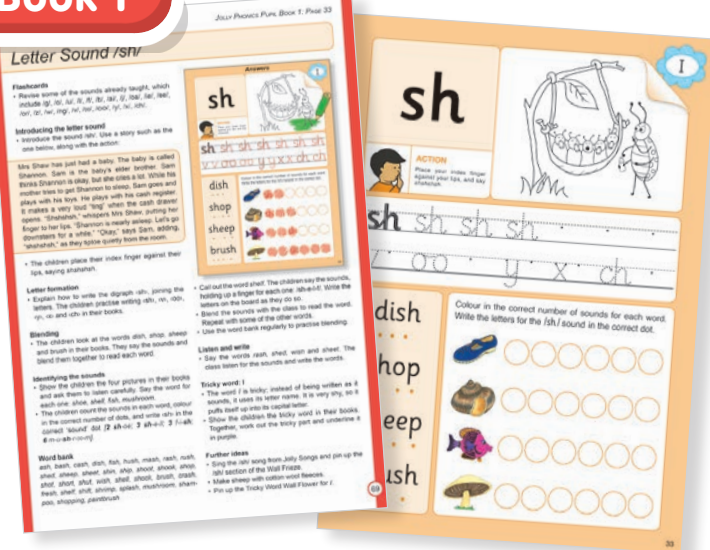 BOOK 1
JOLLY PHONICS PUPIL BOOK 1: PAGE 33
Letter Sound /sh/
Flashcards
• Revise some of the sounds already taught, which
Introducing the letter sound
• Introduce the sound /sh/. Use a story such as the
one below, along with the action:
Mrs Shaw has just had a baby. The baby is called
Shannon. Sam is the baby's elder brother. Sam
thinks Shannon is okay, but she cries a lot. While his
mother tries to get Shannon to sleep, Sam goes and
plays with his toys. He plays with his cash register.
It makes a very loud "ting" when the cash drawer
opens. "Shshshsh," whispers Mrs Shaw, putting her
finger to her lips. "Shannon is nearly asleep. Let's go
downstairs for a while." "Okay," says Sam, adding,
"shshshsh," as they tiptoe quietly from the room.
• The children place their index finger against their
lips, saying shshshsh.
Letter formation
• Explain how to write the digraph ‹sh›, joining the
letters. The children practise writing
in their books.
Blending
• The children look at the words dish, shop, sheep
and brush in their books. They say the sounds and
blend them together to read each word.
Identifying the sounds
• Show the children the four pictures in their books
and ask them to listen carefully. Say the word for
each one: shoe, shell, fish, mushroom.
• The children count the sounds in each word, colour
in the correct number of dots, and write ‹sh› in the
correct 'sound' dot
Word bank
ash, bash, cash, dish, fish, hush, mash, rash, rush,
shed, sheep, sheet, shin, ship, shoot, shook, shop,
shot, short, shut, wish, shell, shook, brush, crash,
fresh, shelf, shift, shrimp, splash, mushroom, sham-
poo, shopping, paintbrush.
Answers
I
sh
dish
shop
sheep
brush
• Call out the word shelf. The children say the sounds,
holding up a finger for each one: /sh-e-l-f/. Write the
letters on the board as they do so.
• Blend the sounds with the class to read the word.
Repeat with some of the other words.
• Use the word bank regularly to practise blending.
Listen and write
• Say the words rash, shed, wish and sheet. The
class listen for the sounds and write the words.
Tricky word: I
• The word I is tricky; instead of being written as it
sounds, it uses its letter name. It is very shy, so it
puffs itself up into its capital letter.
• Show the children the tricky word in their books.
Together, work out the tricky part and underline it
in purple.
Further ideas
• Sing the /sh/ song from Jolly Songs and pin up the
/sh/ section of the Wall Frieze.
• Make sheep with cotton wool fleeces.
• Pin up the Tricky Word Wall Flower for I.
69
I
sh
ACTION
Place your index finger
against your lips, and say
shshshsh.
sh sh sh sh
oo y x ch
dish
hop
eep
ush
Colour in the correct number of sounds for each word.
Write the letters for the /sh/ sound in the correct dot.
33